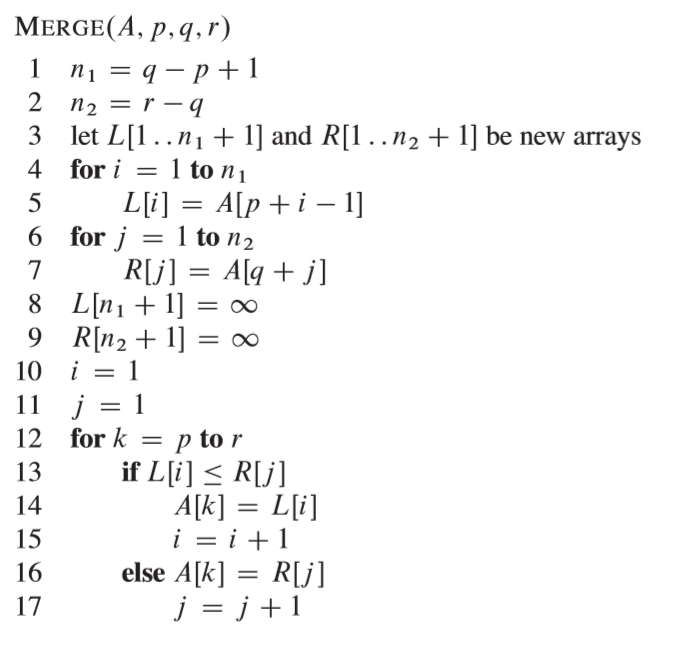 MERGE(A, p, q, r)
1 n₁ = q − p + 1
2 n₂ = r − q
3 let L[1 . . n₁ + 1] and R[1 . . n₂ + 1] be new arrays
4 for i = 1 to n₁
5 L[i] = A[p + i − 1]
6 for j = 1 to n₂
7 R[j] = A[q + j]
8 L[n₁ + 1] = ∞
9 R[n₂ + 1] = ∞
10 i = 1
11 j = 1
12 for k = p to r
13 if L[i] ≤ R[j]
14 A[k] = L[i]
15 i = i + 1
16 else A[k] = R[j]
17 j = j + 1